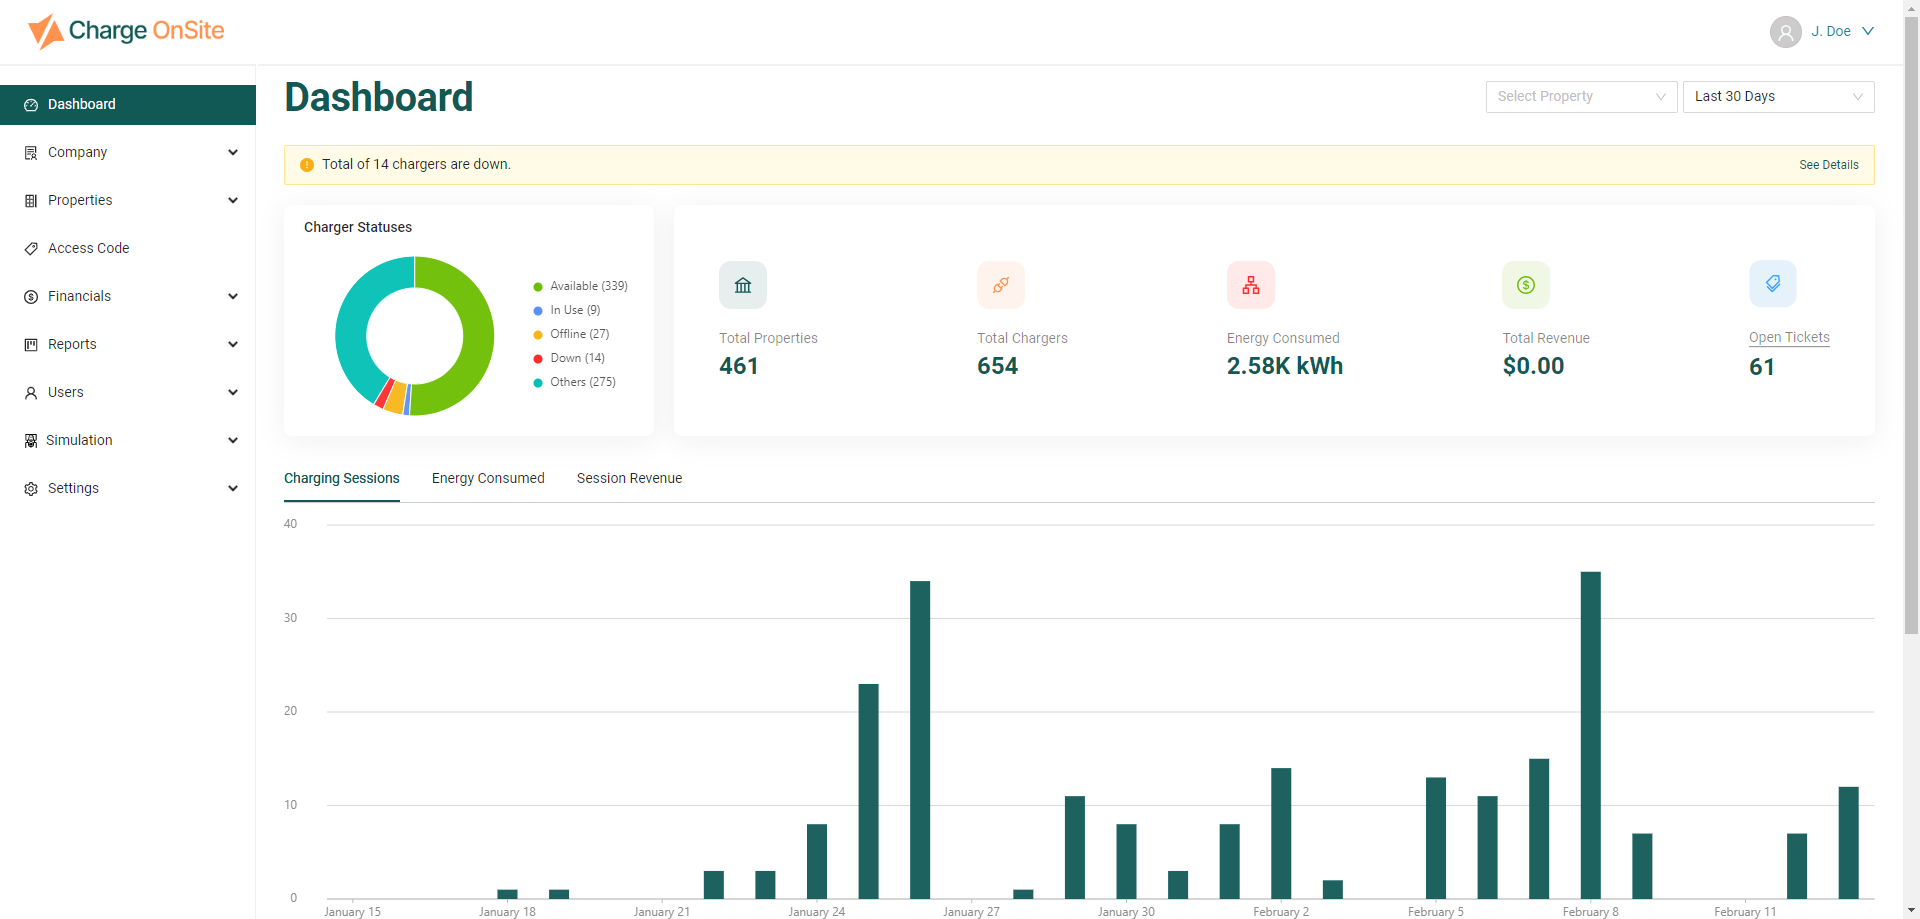 Charge OnSite
J. Doe
Dashboard
Company
Properties
Access Code
Financials
Reports
Users
Simulation
Settings
Dashboard
Select Property
Last 30 Days
Total of 14 chargers are down.
See Details
Charger Statuses
Available (339)
In Use (9)
Offline (27)
Down (14)
Others (275)
Total Properties
461
Total Chargers
654
Energy Consumed
2.58K kWh
Total Revenue
$0.00
Open Tickets
61
Charging Sessions
Energy Consumed
Session Revenue
40
30
20
10
0
January 15
January 18
January 21
January 24
January 27
January 30
February 2
February 5
February 8
February 11